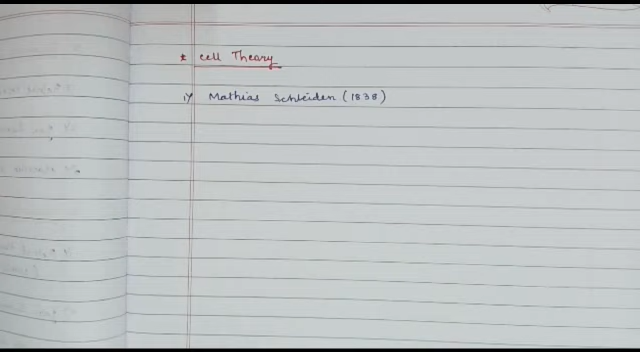 * cell Theory
1) Mathias Schleiden (1838)